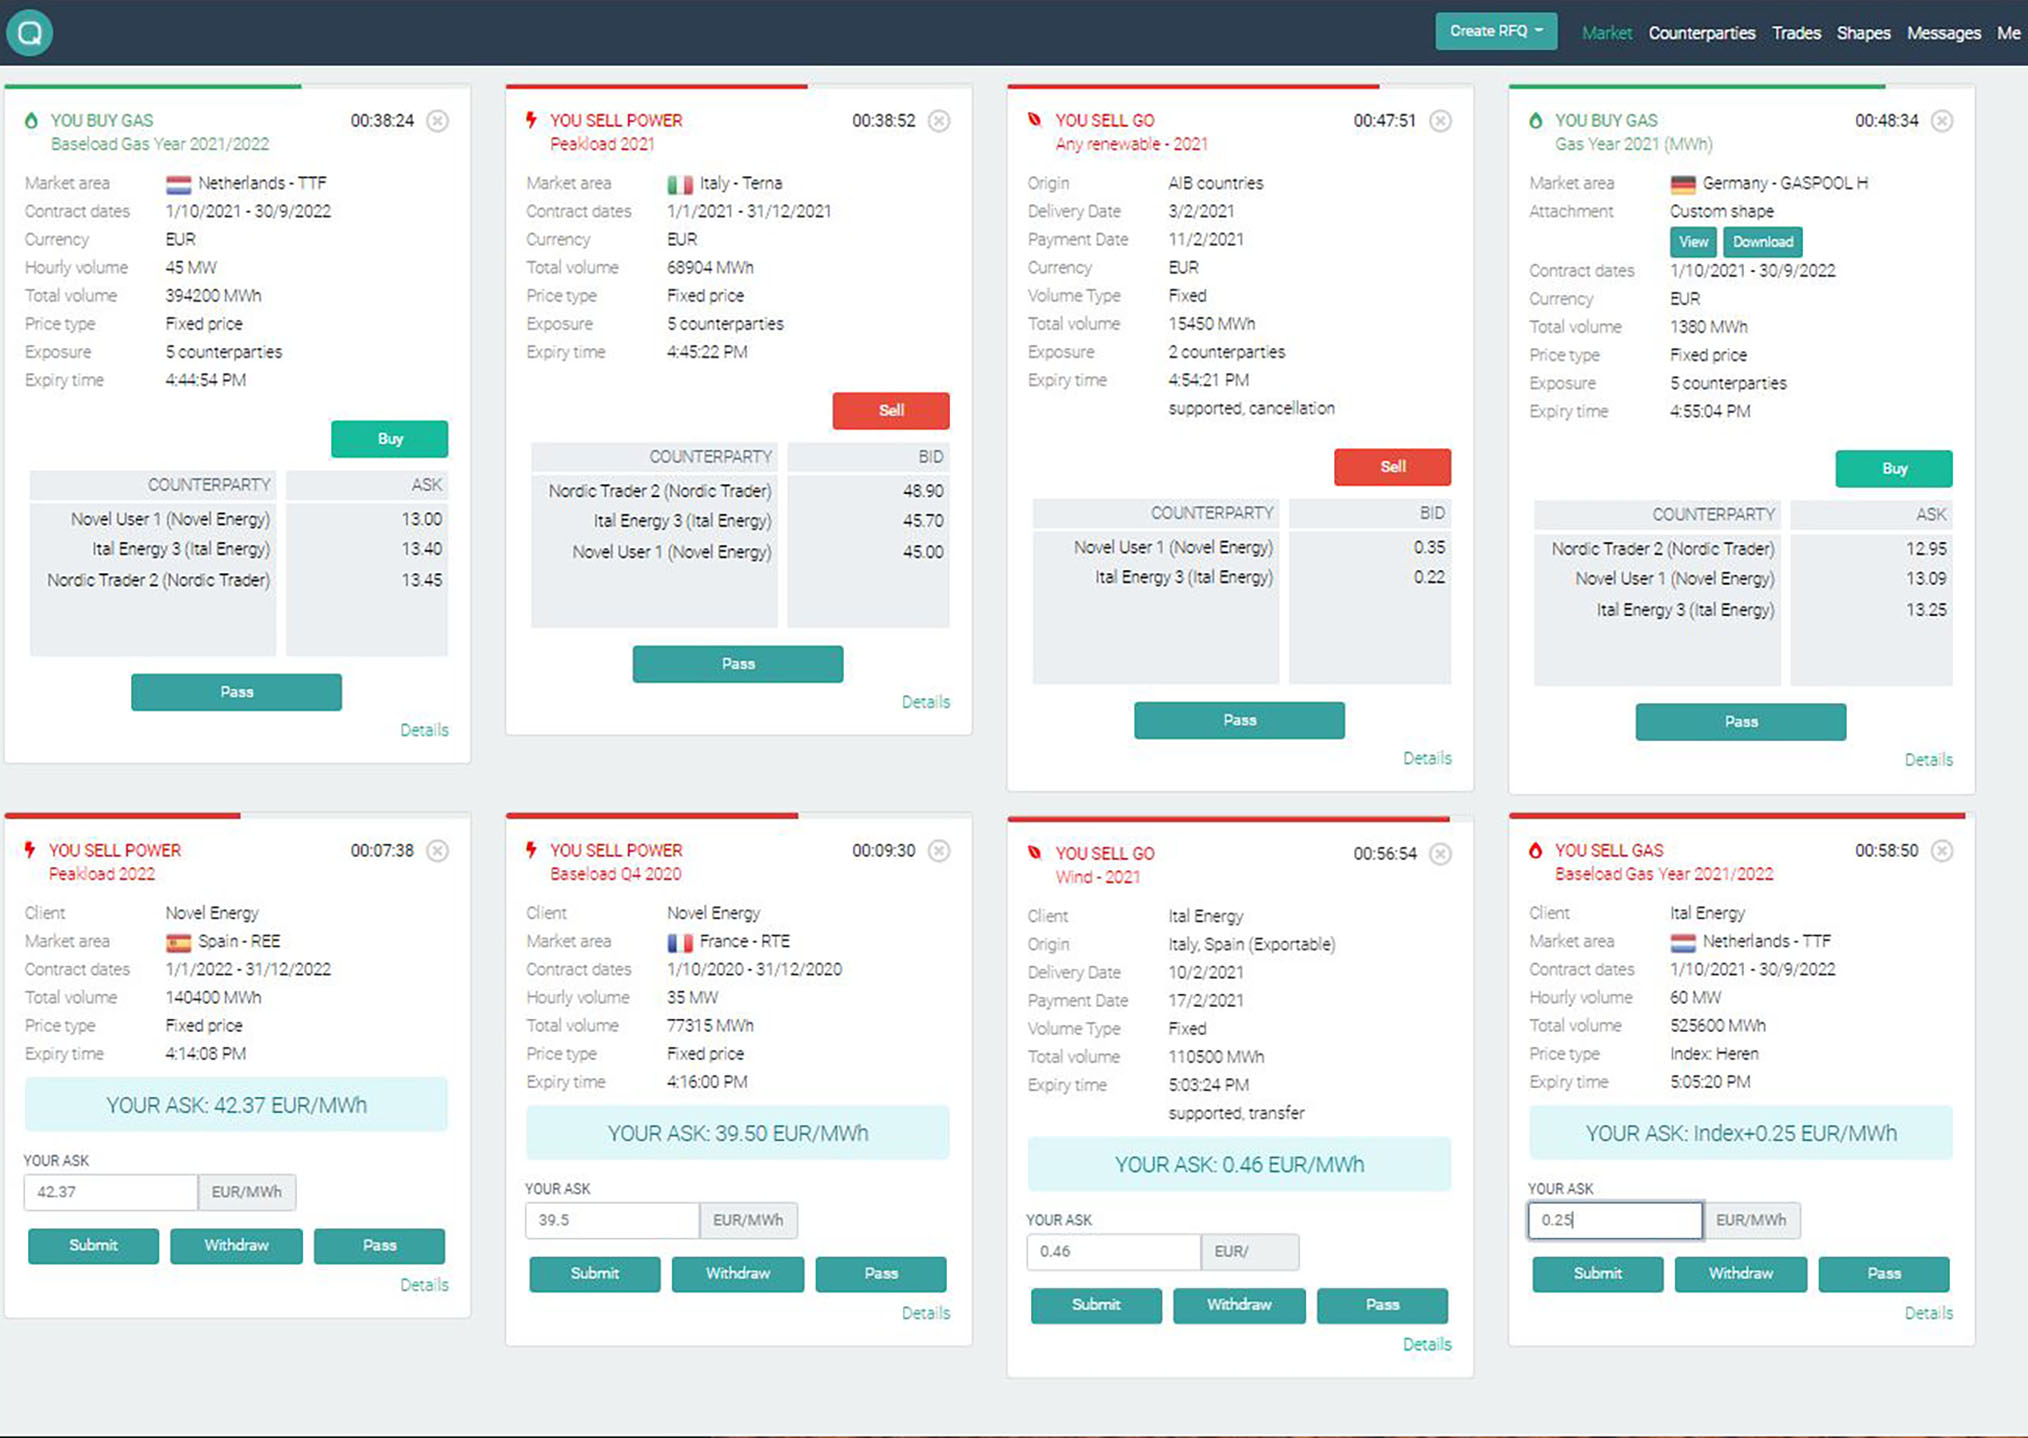 Q
Create RFQ
Market
Counterparties
Trades
Shapes
Messages
Me
YOU BUY GAS 00:38:24
Baseload Gas Year 2021/2022
Market area Netherlands - TTF
Contract dates 1/10/2021 - 30/9/2022
Currency EUR
Hourly volume 45 MW
Total volume 394200 MWh
Price type Fixed price
Exposure 5 counterparties
Expiry time 4:44:54 PM
Buy
COUNTERPARTY ASK
Novel User 1 (Novel Energy) 13.00
Ital Energy 3 (Ital Energy) 13.40
Nordic Trader 2 (Nordic Trader) 13.45
Pass
Details
YOU SELL POWER 00:38:52
Peakload 2021
Market area Italy - Terna
Contract dates 1/1/2021 - 31/12/2021
Currency EUR
Total volume 68904 MWh
Price type Fixed price
Exposure 5 counterparties
Expiry time 4:45:22 PM
Sell
COUNTERPARTY BID
Nordic Trader 2 (Nordic Trader) 48.90
Ital Energy 3 (Ital Energy) 45.70
Novel User 1 (Novel Energy) 45.00
Pass
Details
YOU SELL GO 00:47:51
Any renewable - 2021
Origin AIB countries
Delivery Date 3/2/2021
Payment Date 11/2/2021
Currency EUR
Volume Type Fixed
Total volume 15450 MWh
Exposure 2 counterparties
Expiry time 4:54:21 PM
supported, cancellation
Sell
COUNTERPARTY BID
Novel User 1 (Novel Energy) 0.35
Ital Energy 3 (Ital Energy) 0.22
Pass
Details
YOU BUY GAS 00:48:34
Gas Year 2021 (MWh)
Market area Germany - GASPOOL H
Attachment Custom shape
View Download
Contract dates 1/10/2021 - 30/9/2022
Currency EUR
Total volume 1380 MWh
Price type Fixed price
Exposure 5 counterparties
Expiry time 4:55:04 PM
Buy
COUNTERPARTY ASK
Nordic Trader 2 (Nordic Trader) 12.95
Novel User 1 (Novel Energy) 13.09
Ital Energy 3 (Ital Energy) 13.25
Pass
Details
YOU SELL POWER 00:07:38
Peakload 2022
Client Novel Energy
Market area Spain - REE
Contract dates 1/1/2022 - 31/12/2022
Total volume 140400 MWh
Price type Fixed price
Expiry time 4:14:08 PM
YOUR ASK: 42.37 EUR/MWh
YOUR ASK
42.37 EUR/MWh
Submit Withdraw Pass
Details
YOU SELL POWER 00:09:30
Baseload Q4 2020
Client Novel Energy
Market area France - RTE
Contract dates 1/10/2020 - 31/12/2020
Hourly volume 35 MW
Total volume 77315 MWh
Price type Fixed price
Expiry time 4:16:00 PM
YOUR ASK: 39.50 EUR/MWh
YOUR ASK
39.5 EUR/MWh
Submit Withdraw Pass
Details
YOU SELL GO 00:56:54
Wind - 2021
Client Ital Energy
Origin Italy, Spain (Exportable)
Delivery Date 10/2/2021
Payment Date 17/2/2021
Volume Type Fixed
Total volume 110500 MWh
Expiry time 5:03:24 PM
supported, transfer
YOUR ASK: 0.46 EUR/MWh
YOUR ASK
0.46 EUR/
Submit Withdraw Pass
Details
YOU SELL GAS 00:58:50
Baseload Gas Year 2021/2022
Client Ital Energy
Market area Netherlands - TTF
Contract dates 1/10/2021 - 30/9/2022
Hourly volume 60 MW
Total volume 525600 MWh
Price type Index: Heren
Expiry time 5:05:20 PM
YOUR ASK: Index+0.25 EUR/MWh
YOUR ASK
0.25 EUR/MWh
Submit Withdraw Pass
Details